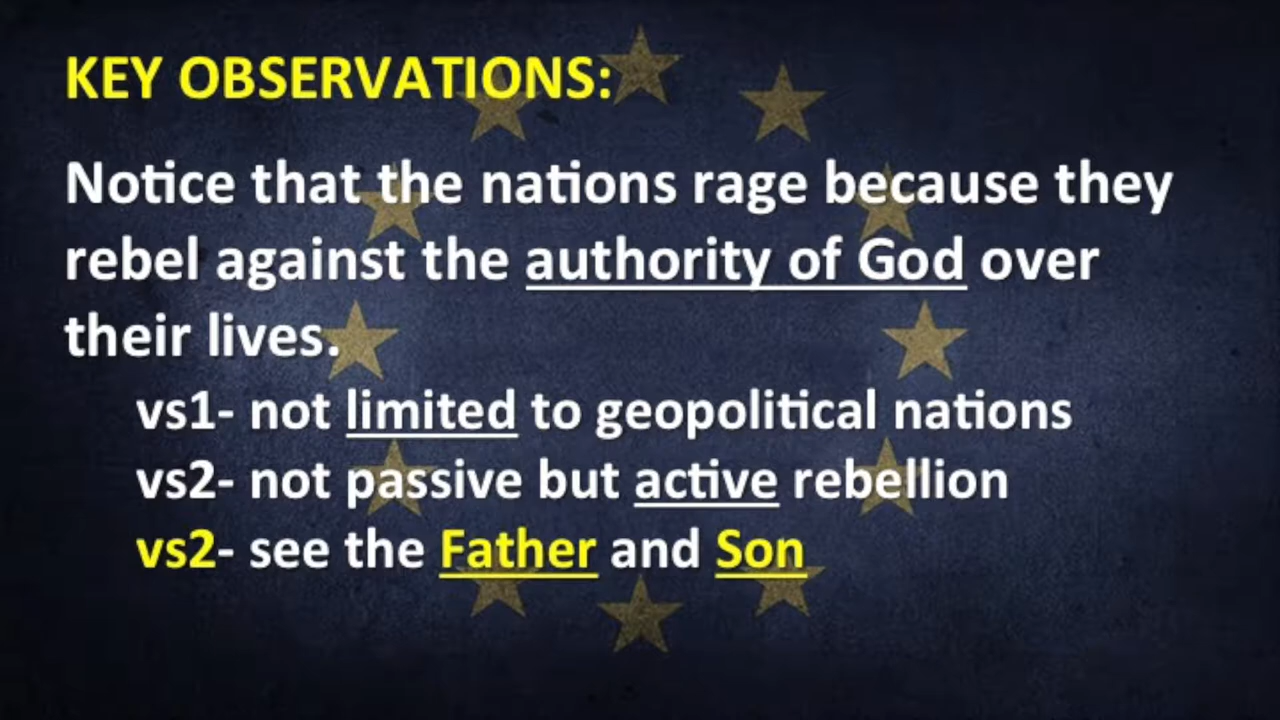 KEY OBSERVATIONS:
Notice that the nations rage because they
rebel against the authority of God over
their lives.
vs1- not limited to geopolitical nations
vs2- not passive but active rebellion
vs2- see the Father and Son